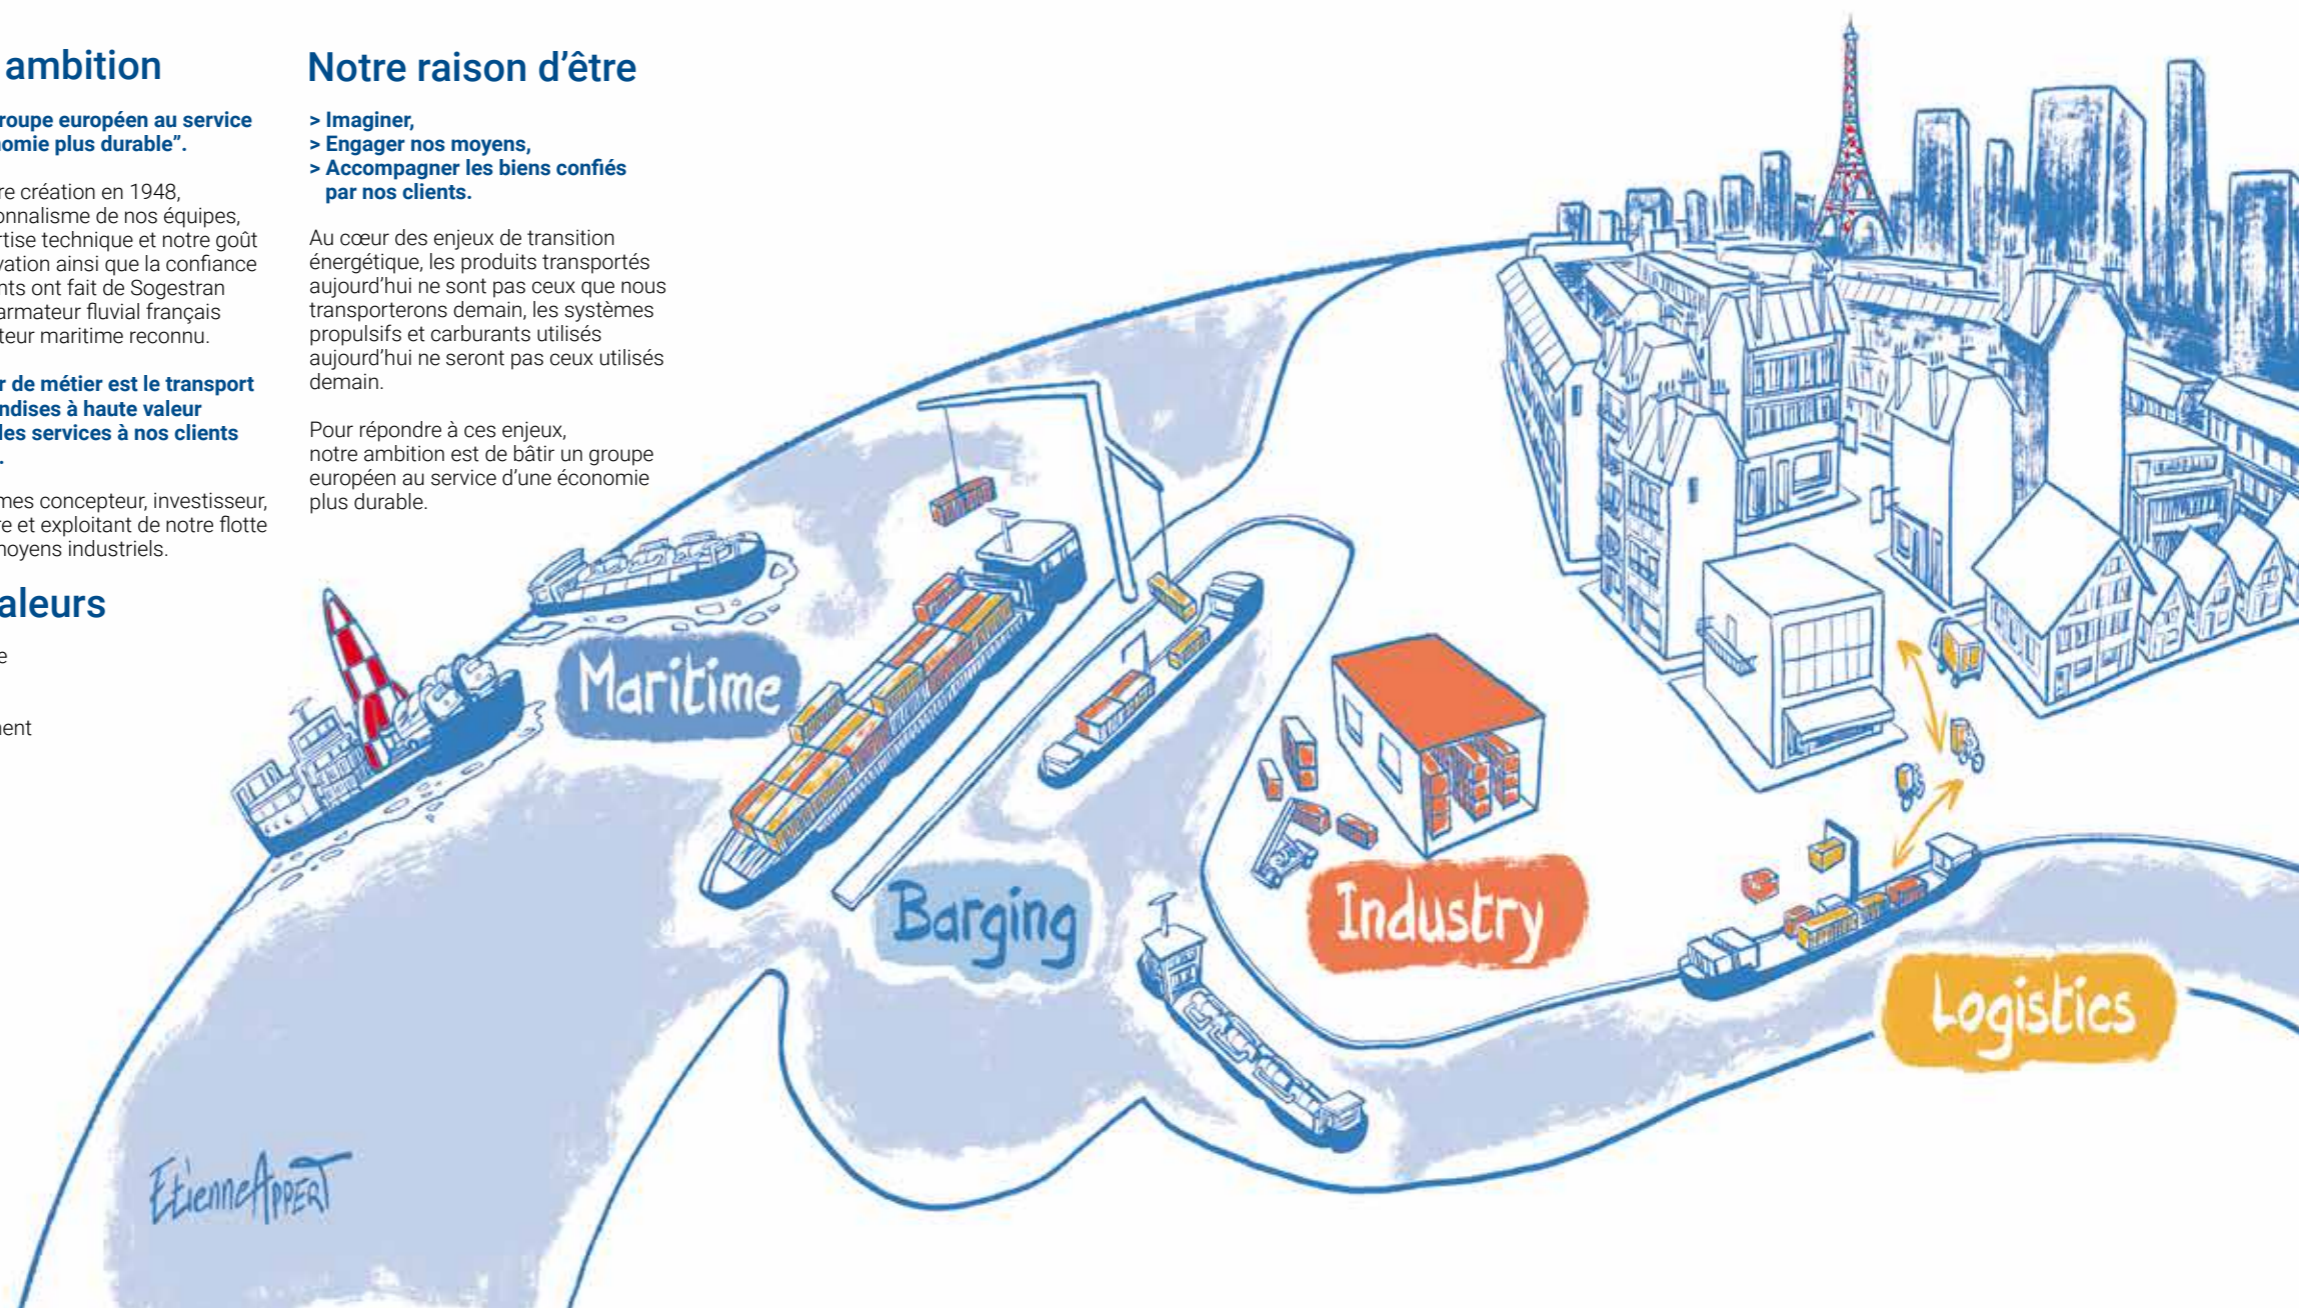 ambition
roupe européen au service
omie plus durable”.
re création en 1948,
onnalisme de nos équipes,
rtise technique et notre goût
vation ainsi que la confiance
nts ont fait de Sogestran
armateur fluvial français
teur maritime reconnu.
r de métier est le transport
ndises à haute valeur
les services à nos clients
.
mes concepteur, investisseur,
re et exploitant de notre flotte
moyens industriels.
aleurs
e
ent
Notre raison d’être
> Imaginer,
> Engager nos moyens,
> Accompagner les biens confiés
par nos clients.
Au cœur des enjeux de transition
énergétique, les produits transportés
aujourd’hui ne sont pas ceux que nous
transporterons demain, les systèmes
propulsifs et carburants utilisés
aujourd’hui ne seront pas ceux utilisés
demain.
Pour répondre à ces enjeux,
notre ambition est de bâtir un groupe
européen au service d’une économie
plus durable.
Maritime
Barging
Industry
Logistics
Etienne Appert